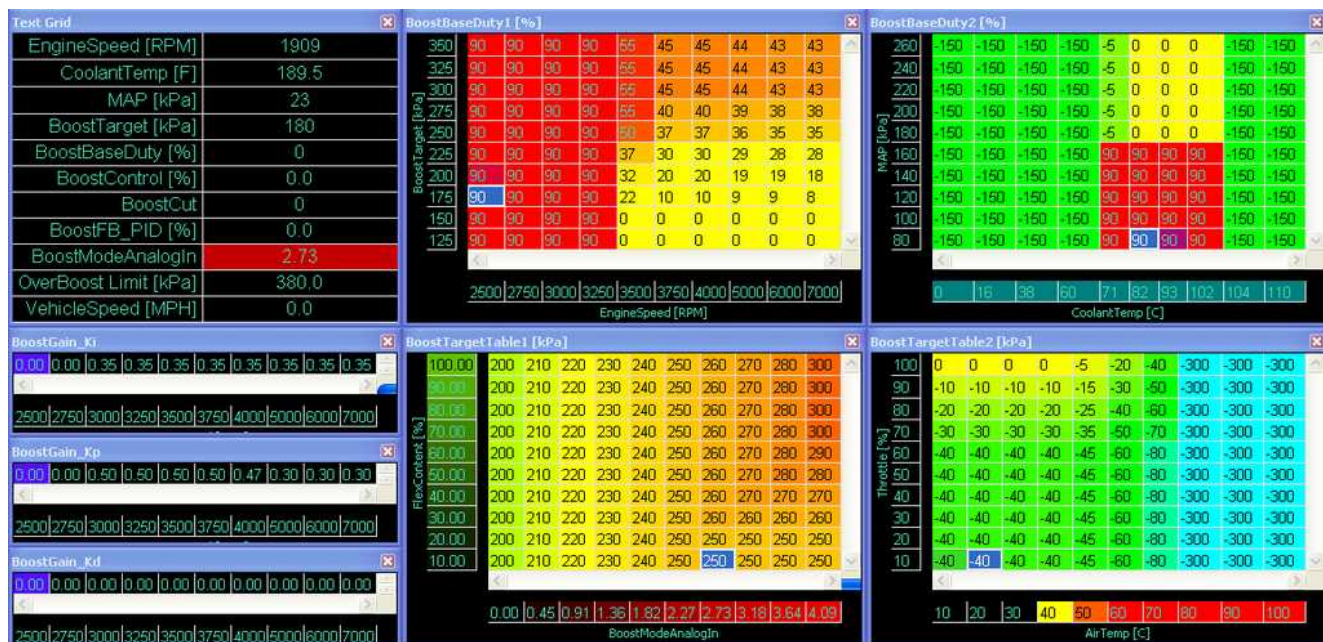 Text Grid
EngineSpeed [RPM] 1909
CoolantTemp [F] 189.5
MAP [kPa] 23
BoostTarget [kPa] 180
BoostBaseDuty [%] 0
BoostControl [%] 0.0
BoostCut 0
BoostFB_PID [%] 0.0
BoostModeAnalogIn 2.73
OverBoost Limit [kPa] 380.0
VehicleSpeed [MPH] 0.0
BoostBaseDuty1 [%]
BoostTarget [kPa]
350 90 90 90 90 55 45 45 44 43 43
325 90 90 90 90 55 45 45 44 43 43
300 90 90 90 90 55 45 45 44 43 43
275 90 90 90 90 55 40 40 39 38 38
250 90 90 90 90 50 37 37 36 35 35
225 90 90 90 90 37 30 30 29 28 28
200 90 90 90 90 32 20 20 19 19 18
175 90 90 90 90 22 10 10 9 9 8
150 90 90 90 90 0 0 0 0 0 0
125 90 90 90 90 0 0 0 0 0 0
2500 2750 3000 3250 3500 3750 4000 5000 6000 7000
EngineSpeed [RPM]
BoostBaseDuty2 [%]
MAP [kPa]
260 -150 -150 -150 -150 -5 0 0 0 -150 -150
240 -150 -150 -150 -150 -5 0 0 0 -150 -150
220 -150 -150 -150 -150 -5 0 0 0 -150 -150
200 -150 -150 -150 -150 -5 0 0 0 -150 -150
180 -150 -150 -150 -150 -5 0 0 0 -150 -150
160 -150 -150 -150 -150 90 90 90 90 -150 -150
140 -150 -150 -150 -150 90 90 90 90 -150 -150
120 -150 -150 -150 -150 90 90 90 90 -150 -150
100 -150 -150 -150 -150 90 90 90 90 -150 -150
80 -150 -150 -150 -150 90 90 90 90 -150 -150
0 16 38 60 71 82 93 102 104 110
CoolantTemp [C]
BoostGain_Ki
0.00 0.00 0.35 0.35 0.35 0.35 0.35 0.35 0.35 0.35
2500 2750 3000 3250 3500 3750 4000 5000 6000 7000
BoostGain_Kp
0.00 0.00 0.50 0.50 0.50 0.50 0.47 0.30 0.30 0.30
2500 2750 3000 3250 3500 3750 4000 5000 6000 7000
BoostGain_Kd
0.00 0.00 0.00 0.00 0.00 0.00 0.00 0.00 0.00 0.00
2500 2750 3000 3250 3500 3750 4000 5000 6000 7000
BoostTargetTable1 [kPa]
FlexContent [%]
100.00 200 210 220 230 240 250 260 270 280 300
90.00 200 210 220 230 240 250 260 270 280 300
80.00 200 210 220 230 240 250 260 270 280 300
70.00 200 210 220 230 240 250 260 270 280 300
60.00 200 210 220 230 240 250 260 270 280 290
50.00 200 210 220 230 240 250 260 270 280 280
40.00 200 210 220 230 240 250 260 270 270 270
30.00 200 210 220 230 240 250 260 260 260 260
20.00 200 210 220 230 240 250 250 250 250 250
10.00 200 210 220 230 240 250 250 250 250 250
0.00 0.45 0.91 1.36 1.82 2.27 2.73 3.18 3.64 4.09
BoostModeAnalogIn
BoostTargetTable2 [kPa]
Throttle [%]
100 0 0 0 0 -5 -20 -40 -300 -300 -300
90 -10 -10 -10 -10 -15 -30 -50 -300 -300 -300
80 -20 -20 -20 -20 -25 -40 -60 -300 -300 -300
70 -30 -30 -30 -30 -35 -50 -70 -300 -300 -300
60 -40 -40 -40 -40 -45 -60 -80 -300 -300 -300
50 -40 -40 -40 -40 -45 -60 -80 -300 -300 -300
40 -40 -40 -40 -40 -45 -60 -80 -300 -300 -300
30 -40 -40 -40 -40 -45 -60 -80 -300 -300 -300
20 -40 -40 -40 -40 -45 -60 -80 -300 -300 -300
10 -40 -40 -40 -40 -45 -60 -80 -300 -300 -300
10 20 30 40 50 60 70 80 90 100
AirTemp [C]